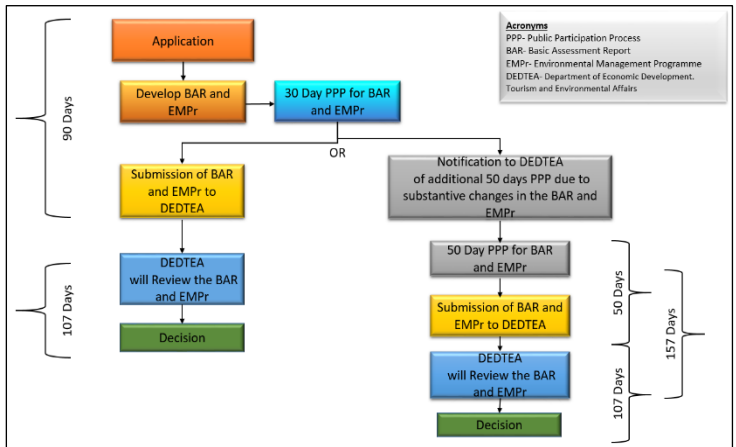 Acronyms
PPP- Public Participation Process
BAR- Basic Assessment Report
EMPr- Environmental Management Programme
DEDTEA- Department of Economic Development.
Tourism and Environmental Affairs
Application
Develop BAR and
EMPr
30 Day PPP for BAR
and EMPr
90 Days
OR
Submission of BAR
and EMPr to
DEDTEA
Notification to DEDTEA
of additional 50 days PPP due to
substantive changes in the BAR and
EMPr
DEDTEA
will Review the BAR
and EMPr
107 Days
Decision
50 Day PPP for BAR
and EMPr
50 Days
Submission of BAR and
EMPr to DEDTEA
157 Days
DEDTEA
will Review the BAR and
EMPr
107 Days
Decision